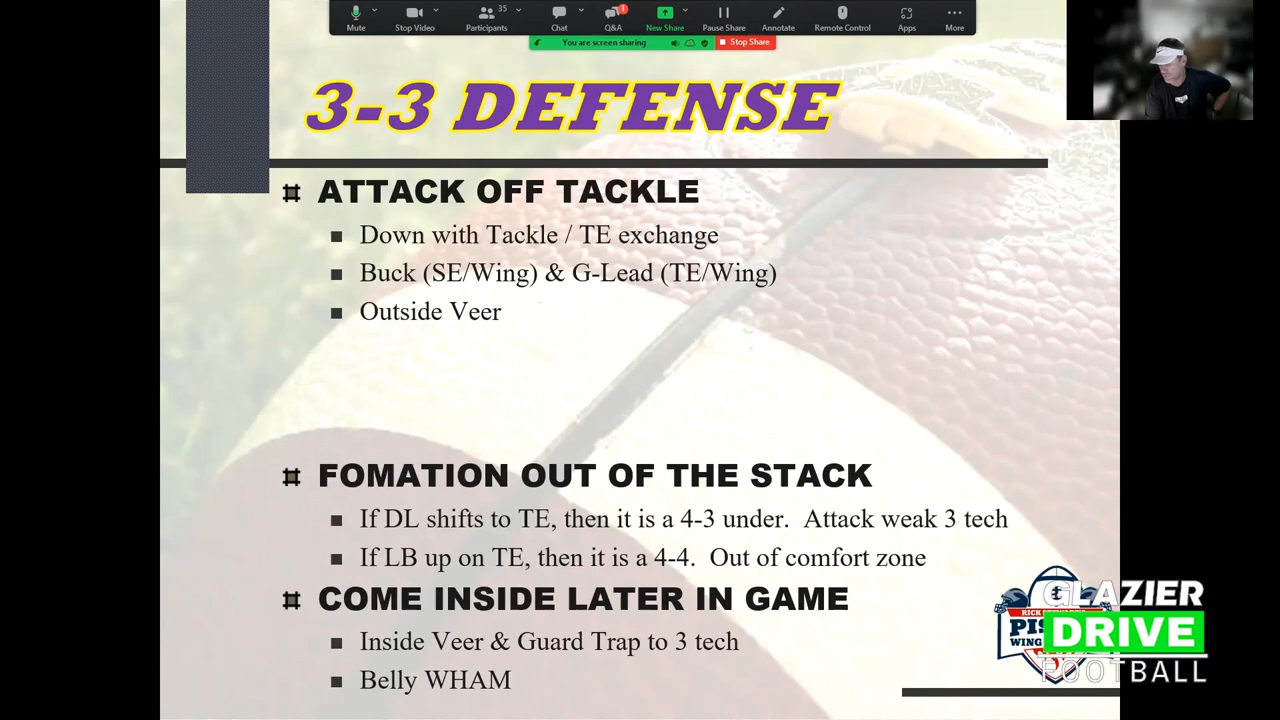 Mute
Stop Video
Participants
35
Chat
Q&A
1
New Share
Pause Share
Annotate
Remote Control
Apps
More
You are screen sharing
Stop Share
3-3 DEFENSE
ATTACK OFF TACKLE
Down with Tackle / TE exchange
Buck (SE/Wing) & G-Lead (TE/Wing)
Outside Veer
FOMATION OUT OF THE STACK
If DL shifts to TE, then it is a 4-3 under. Attack weak 3 tech
If LB up on TE, then it is a 4-4. Out of comfort zone
COME INSIDE LATER IN GAME
Inside Veer & Guard Trap to 3 tech
Belly WHAM
GLAZIER
DRIVE
FOOTBALL